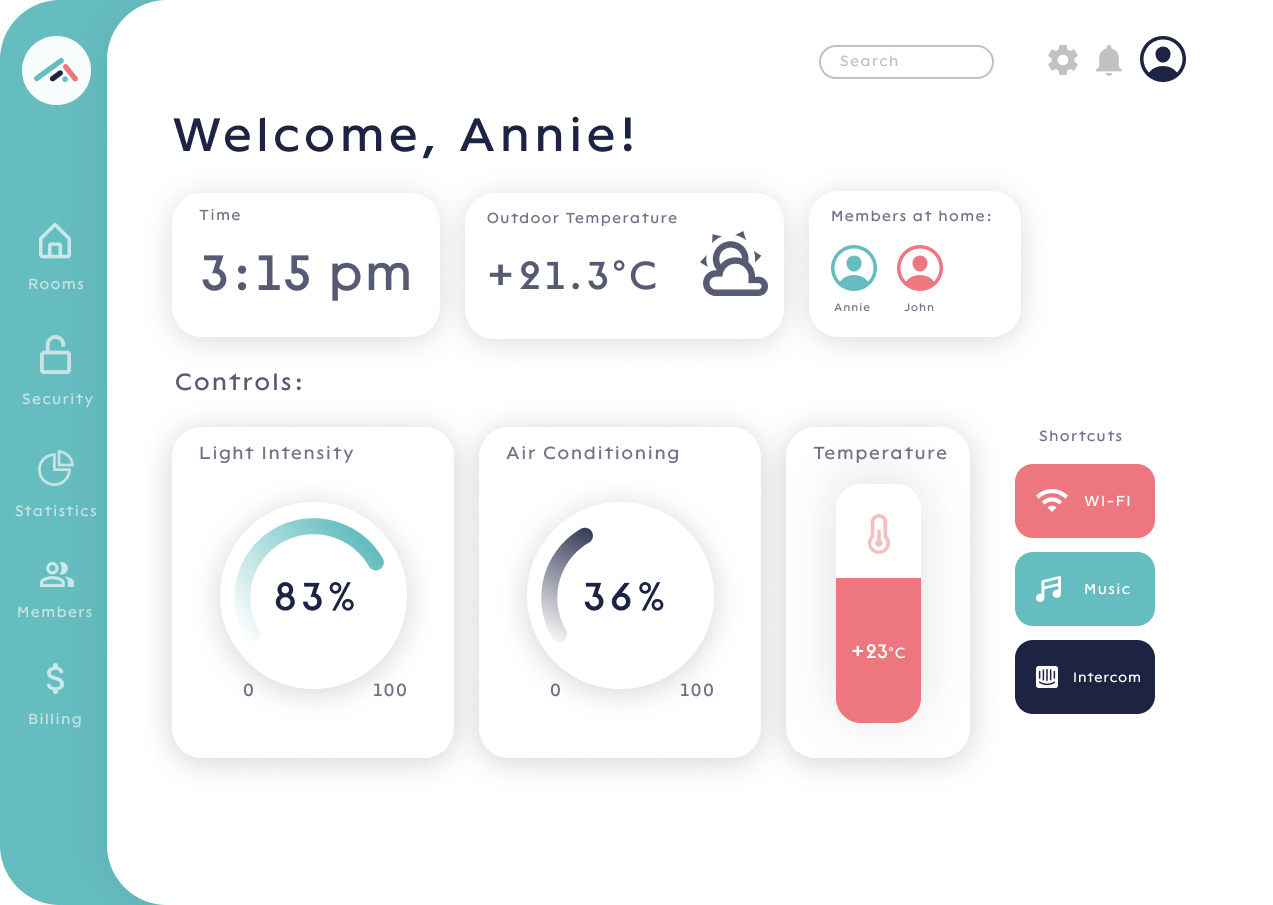 Search
Welcome, Annie!
Time
3:15 pm
Outdoor Temperature
+21.3°C
Members at home:
Annie
John
Rooms
Security
Statistics
Members
Billing
Controls:
Light Intensity
83%
0
100
Air Conditioning
36%
0
100
Temperature
+23°C
Shortcuts
WI-FI
Music
Intercom